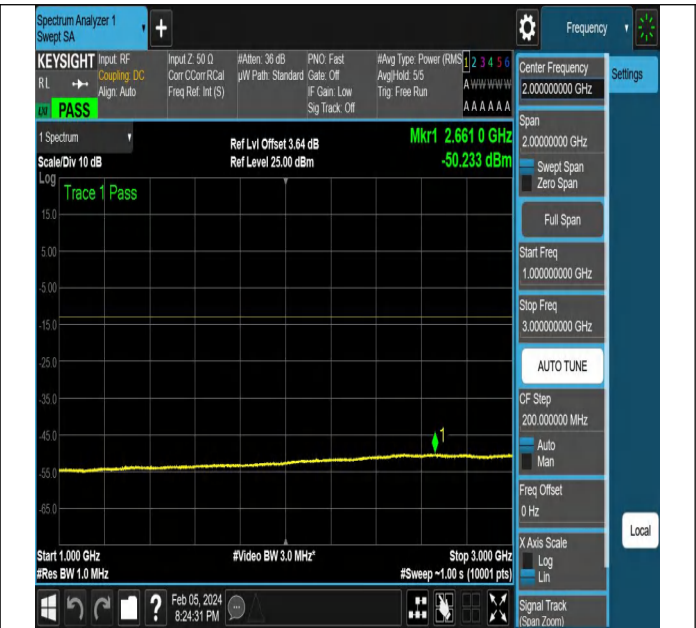 Spectrum Analyzer 1
Swept SA
+
Frequency
KEYSIGHT
RL
Input: RF
Coupling: DC
Align: Auto
Input Z: 50 Ω
Corr CCorr RCal
Freq Ref: Int (S)
#Atten: 36 dB
µW Path: Standard
PNO: Fast
Gate: Off
IF Gain: Low
Sig Track: Off
#Avg Type: Power (RMS
Avg|Hold: 5/5
Trig: Free Run
1 2 3 4 5 6
A W W W W W
A A A A A A
PASS
1 Spectrum
Scale/Div 10 dB
Ref Lvl Offset 3.64 dB
Ref Level 25.00 dBm
Mkr1 2.661 0 GHz
-50.233 dBm
Log
Trace 1 Pass
15.0
5.00
-5.00
-15.0
-25.0
-35.0
-45.0
-55.0
-65.0
1
Start 1.000 GHz
#Res BW 1.0 MHz
#Video BW 3.0 MHz*
Stop 3.000 GHz
#Sweep ~1.00 s (10001 pts)
?
Feb 05, 2024
8:24:31 PM
Center Frequency
2.000000000 GHz
Settings
Span
2.00000000 GHz
Swept Span
Zero Span
Full Span
Start Freq
1.000000000 GHz
Stop Freq
3.000000000 GHz
AUTO TUNE
CF Step
200.000000 MHz
Auto
Man
Freq Offset
0 Hz
X Axis Scale
Log
Lin
Local
Signal Track
(Span Zoom)